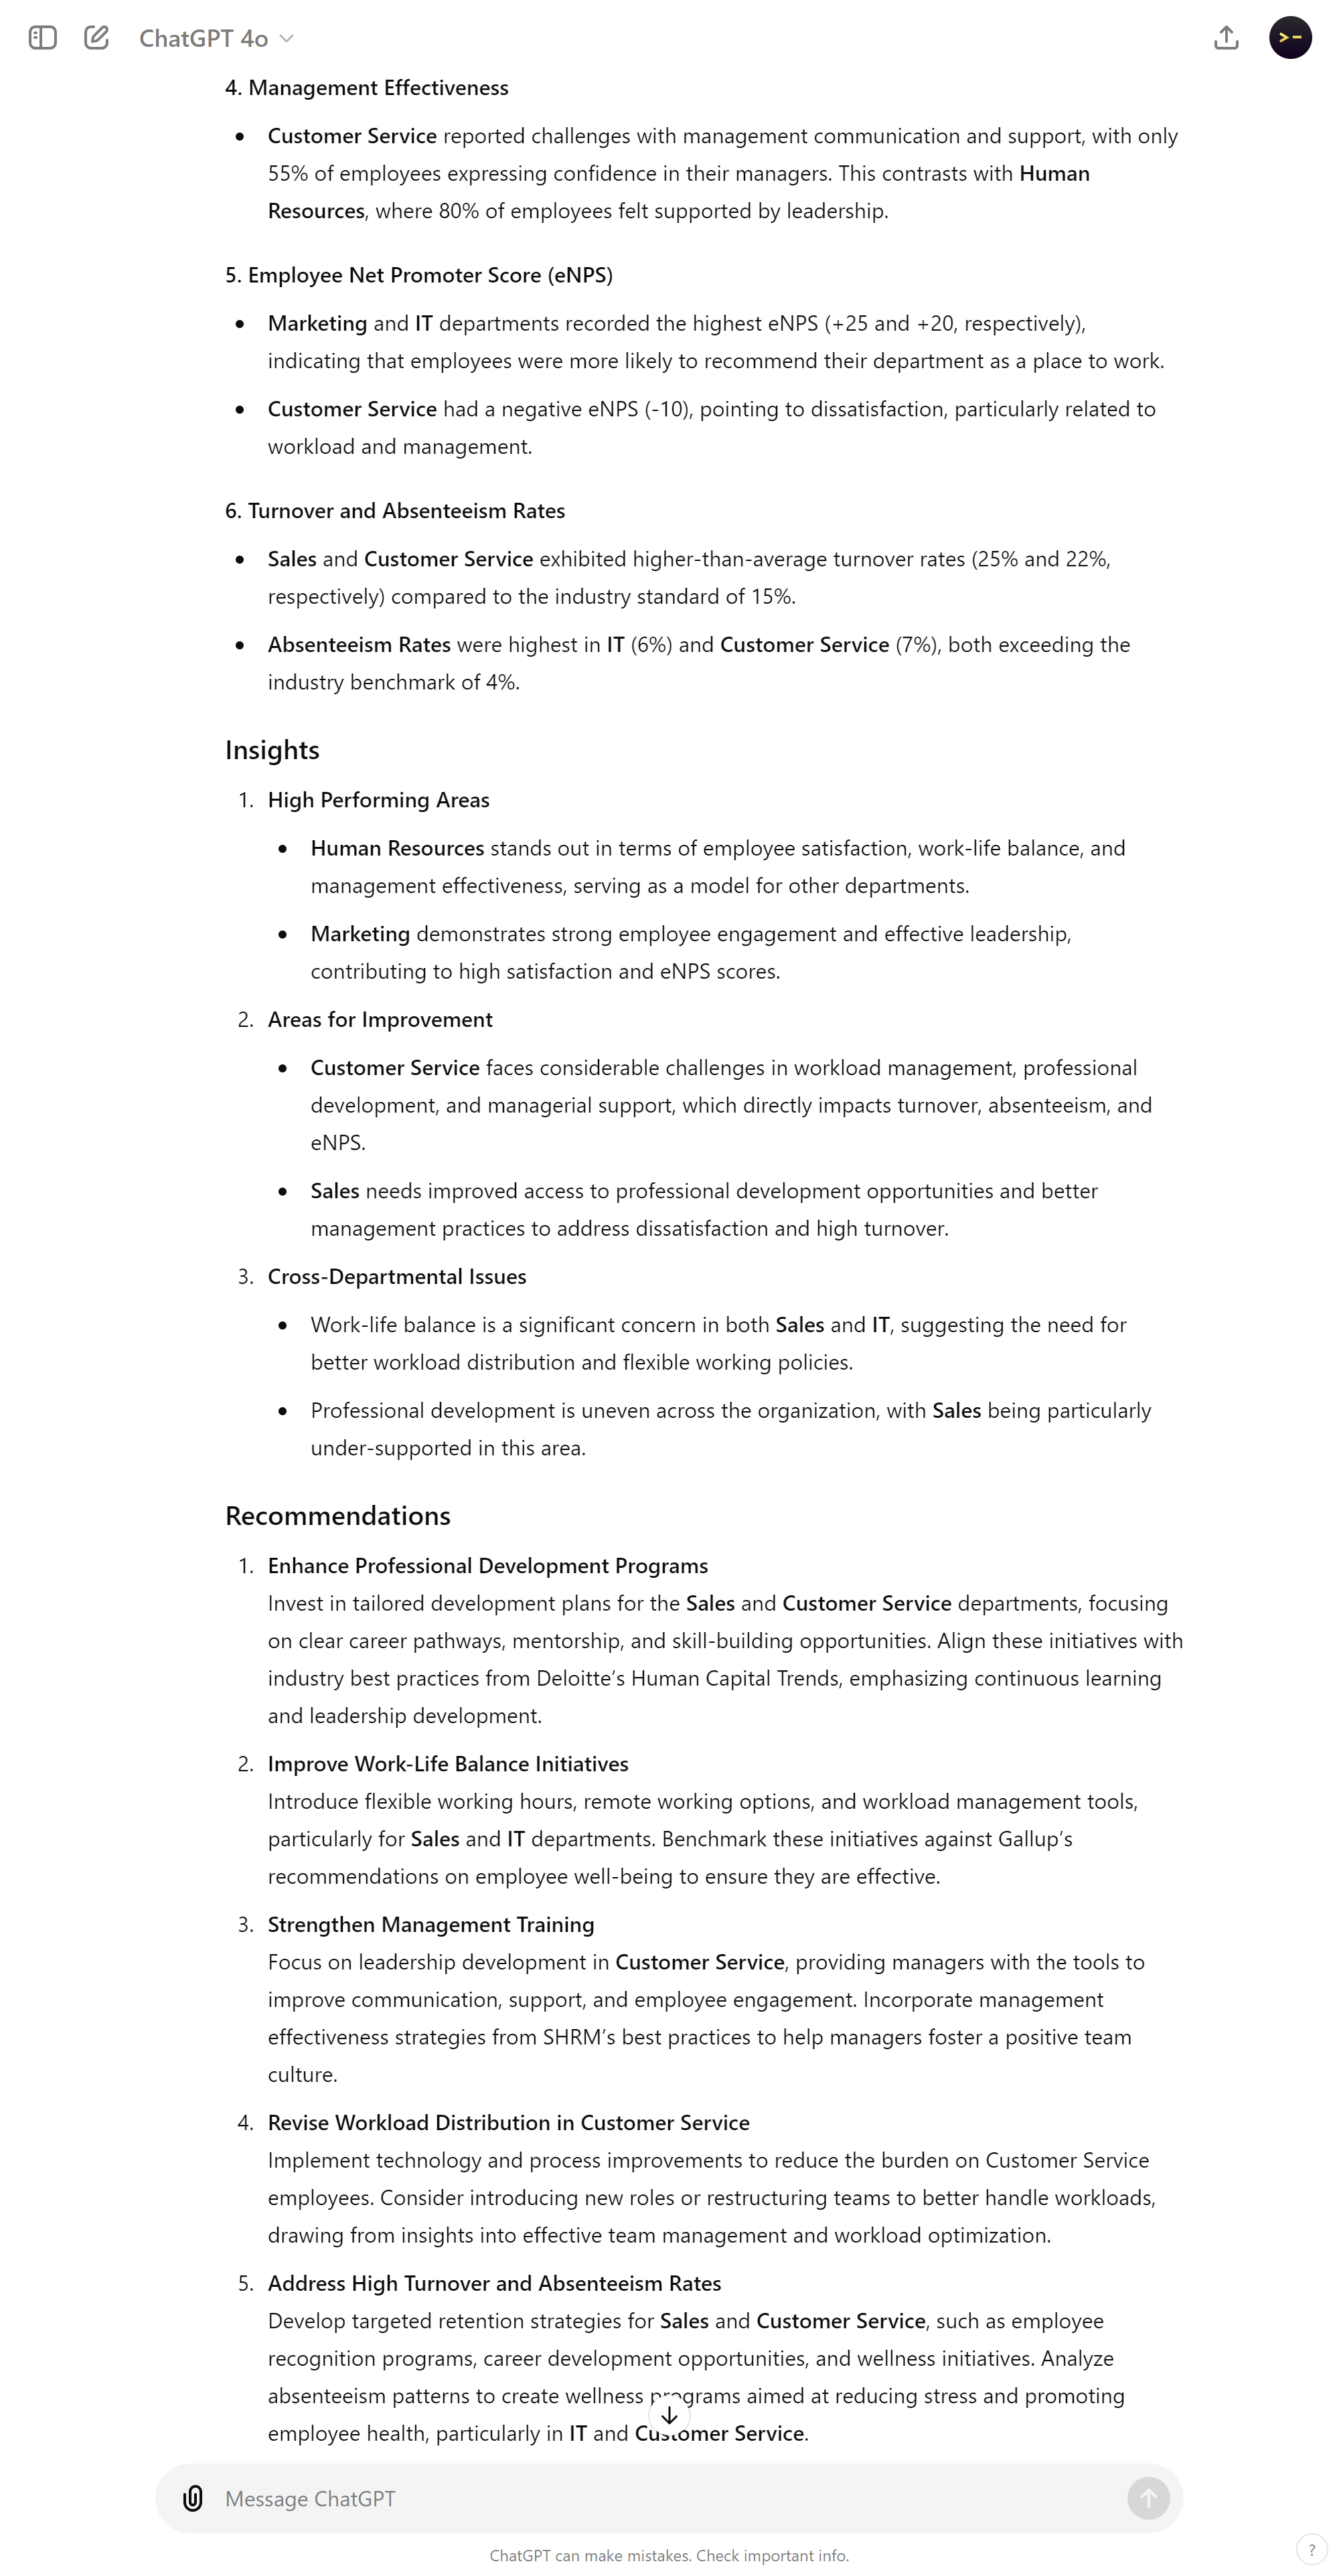 ChatGPT 4o
4. Management Effectiveness
Customer Service reported challenges with management communication and support, with only
55% of employees expressing confidence in their managers. This contrasts with Human
Resources, where 80% of employees felt supported by leadership.
5. Employee Net Promoter Score (eNPS)
Marketing and IT departments recorded the highest eNPS (+25 and +20, respectively),
indicating that employees were more likely to recommend their department as a place to work.
Customer Service had a negative eNPS (-10), pointing to dissatisfaction, particularly related to
workload and management.
6. Turnover and Absenteeism Rates
Sales and Customer Service exhibited higher-than-average turnover rates (25% and 22%,
respectively) compared to the industry standard of 15%.
Absenteeism Rates were highest in IT (6%) and Customer Service (7%), both exceeding the
industry benchmark of 4%.
Insights
1. High Performing Areas
Human Resources stands out in terms of employee satisfaction, work-life balance, and
management effectiveness, serving as a model for other departments.
Marketing demonstrates strong employee engagement and effective leadership,
contributing to high satisfaction and eNPS scores.
2. Areas for Improvement
Customer Service faces considerable challenges in workload management, professional
development, and managerial support, which directly impacts turnover, absenteeism, and
eNPS.
Sales needs improved access to professional development opportunities and better
management practices to address dissatisfaction and high turnover.
3. Cross-Departmental Issues
Work-life balance is a significant concern in both Sales and IT, suggesting the need for
better workload distribution and flexible working policies.
Professional development is uneven across the organization, with Sales being particularly
under-supported in this area.
Recommendations
1. Enhance Professional Development Programs
Invest in tailored development plans for the Sales and Customer Service departments, focusing
on clear career pathways, mentorship, and skill-building opportunities. Align these initiatives with
industry best practices from Deloitte’s Human Capital Trends, emphasizing continuous learning
and leadership development.
2. Improve Work-Life Balance Initiatives
Introduce flexible working hours, remote working options, and workload management tools,
particularly for Sales and IT departments. Benchmark these initiatives against Gallup’s
recommendations on employee well-being to ensure they are effective.
3. Strengthen Management Training
Focus on leadership development in Customer Service, providing managers with the tools to
improve communication, support, and employee engagement. Incorporate management
effectiveness strategies from SHRM’s best practices to help managers foster a positive team
culture.
4. Revise Workload Distribution in Customer Service
Implement technology and process improvements to reduce the burden on Customer Service
employees. Consider introducing new roles or restructuring teams to better handle workloads,
drawing from insights into effective team management and workload optimization.
5. Address High Turnover and Absenteeism Rates
Develop targeted retention strategies for Sales and Customer Service, such as employee
recognition programs, career development opportunities, and wellness initiatives. Analyze
absenteeism patterns to create wellness programs aimed at reducing stress and promoting
employee health, particularly in IT and Customer Service.
Message ChatGPT
ChatGPT can make mistakes. Check important info.
?